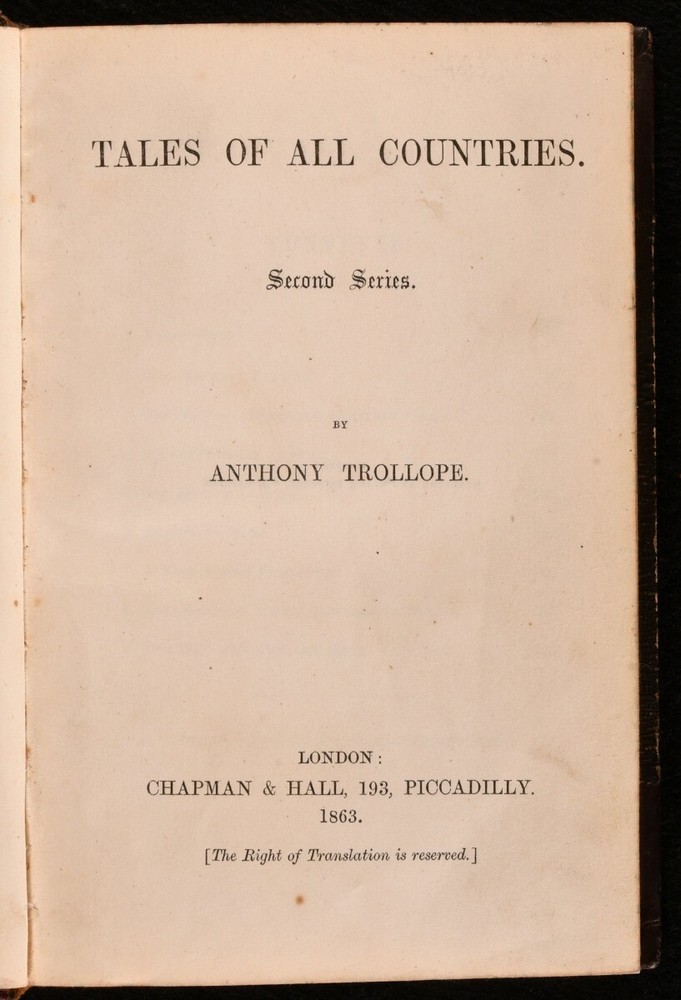 TALES OF ALL COUNTRIES.
Second Series.
BY
ANTHONY TROLLOPE.
LONDON:
CHAPMAN & HALL, 193, PICCADILLY.
1863.
[The Right of Translation is reserved.]